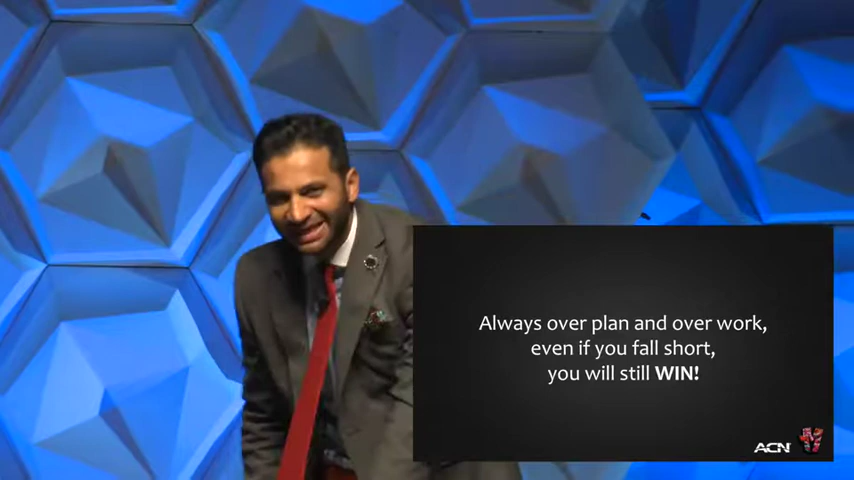 Always over plan and over work,
even if you fall short,
you will still WIN!
ACN